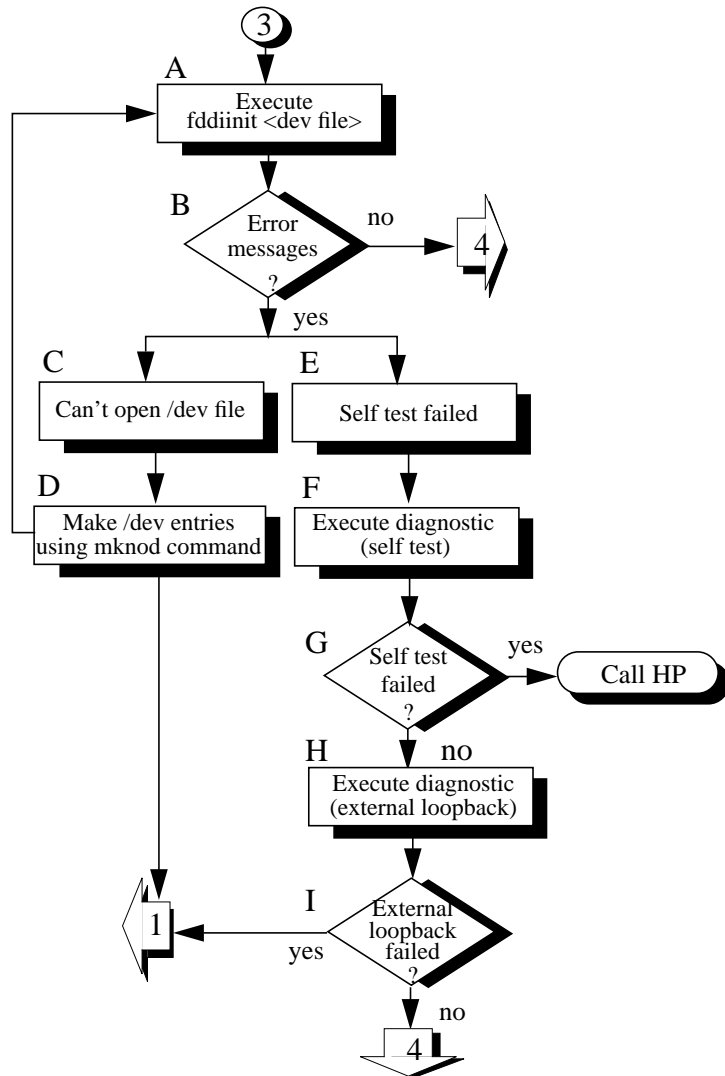 3
A
Execute
fddiinit <dev file>
B
Error
messages
?
no
4
yes
C
Can't open /dev file
E
Self test failed
D
Make /dev entries
using mknod command
F
Execute diagnostic
(self test)
G
Self test
failed
?
yes
Call HP
no
H
Execute diagnostic
(external loopback)
I
External
loopback
failed
?
yes
1
no
4